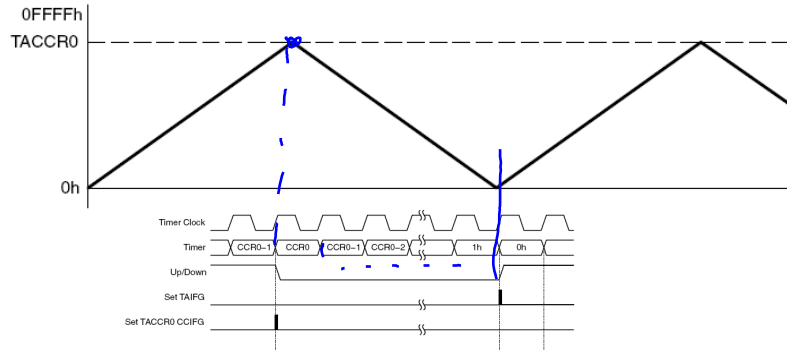 0FFFFh
TACCR0
0h
Timer Clock
Timer CCR0−1 CCR0 CCR0−1 CCR0−2 1h 0h
Up/Down
Set TAIFG
Set TACCR0 CCIFG